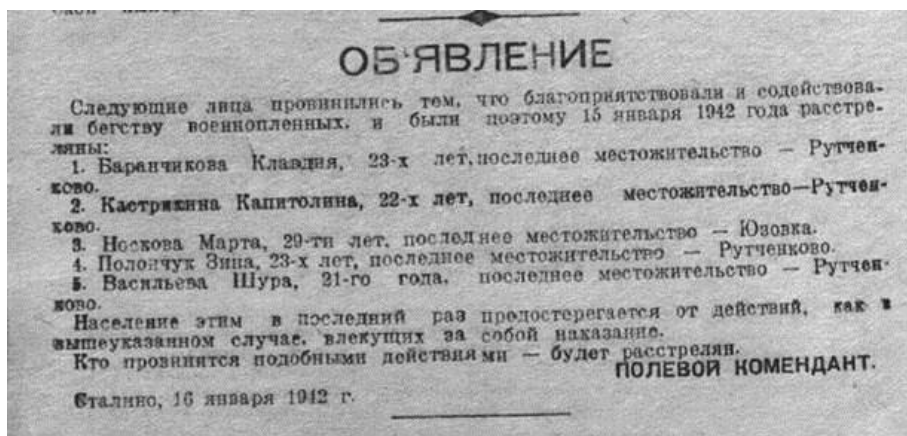 ОБ'ЯВЛЕНИЕ
Следующие лица провинились тем, что благоприятствовали и содействова-
ли бегству военнопленных, и были поэтому 15 января 1942 года расстре-
ляны:
1. Баранчикова Клавдия, 23-х лет, последнее местожительство — Рутчен-
ково.
2. Кастрикина Капитолина, 22-х лет, последнее местожительство—Рутчен-
ково.
3. Носкова Марта, 29-ти лет, последнее местожительство — Юзовка.
4. Полончук Зина, 23-х лет, последнее местожительство — Рутченково.
5. Васильева Шура, 21-го года, последнее местожительство — Рутчен-
ково.
Население этим в последний раз предостерегается от действий, как в
вышеуказанном случае, влекущих за собой наказание.
Кто провинится подобными действиями — будет расстрелян.
ПОЛЕВОЙ КОМЕНДАНТ.
Сталино, 16 января 1942 г.